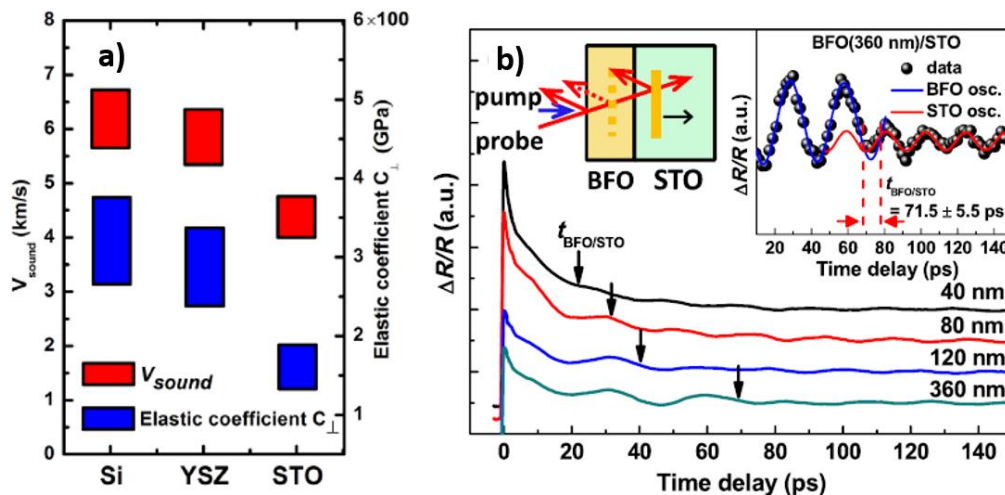 a)
8
7
6
5
4
3
2
1
0
V_sound (km/s)
6×100
5
4
3
2
1
Elastic coefficient C_⊥ (GPa)
V_sound
Elastic coefficient C_⊥
Si YSZ STO
b)
pump
probe
BFO STO
BFO(360 nm)/STO
data
BFO osc.
STO osc.
t_BFO/STO
= 71.5 ± 5.5 ps
ΔR/R (a.u.)
20 40 60 80 100 120 140
Time delay (ps)
t_BFO/STO
40 nm
80 nm
120 nm
360 nm
ΔR/R (a.u.)
0 20 40 60 80 100 120 140
Time delay (ps)